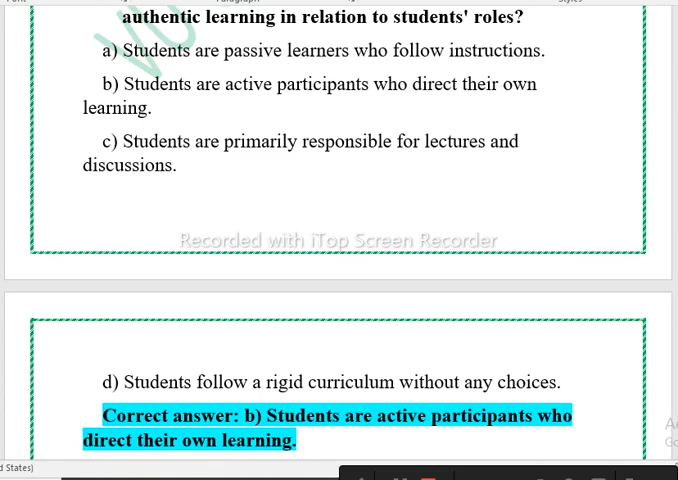 authentic learning in relation to students' roles?
a) Students are passive learners who follow instructions.
b) Students are active participants who direct their own
learning.
c) Students are primarily responsible for lectures and
discussions.
Recorded with iTop Screen Recorder
d) Students follow a rigid curriculum without any choices.
Correct answer: b) Students are active participants who
direct their own learning.
d States)